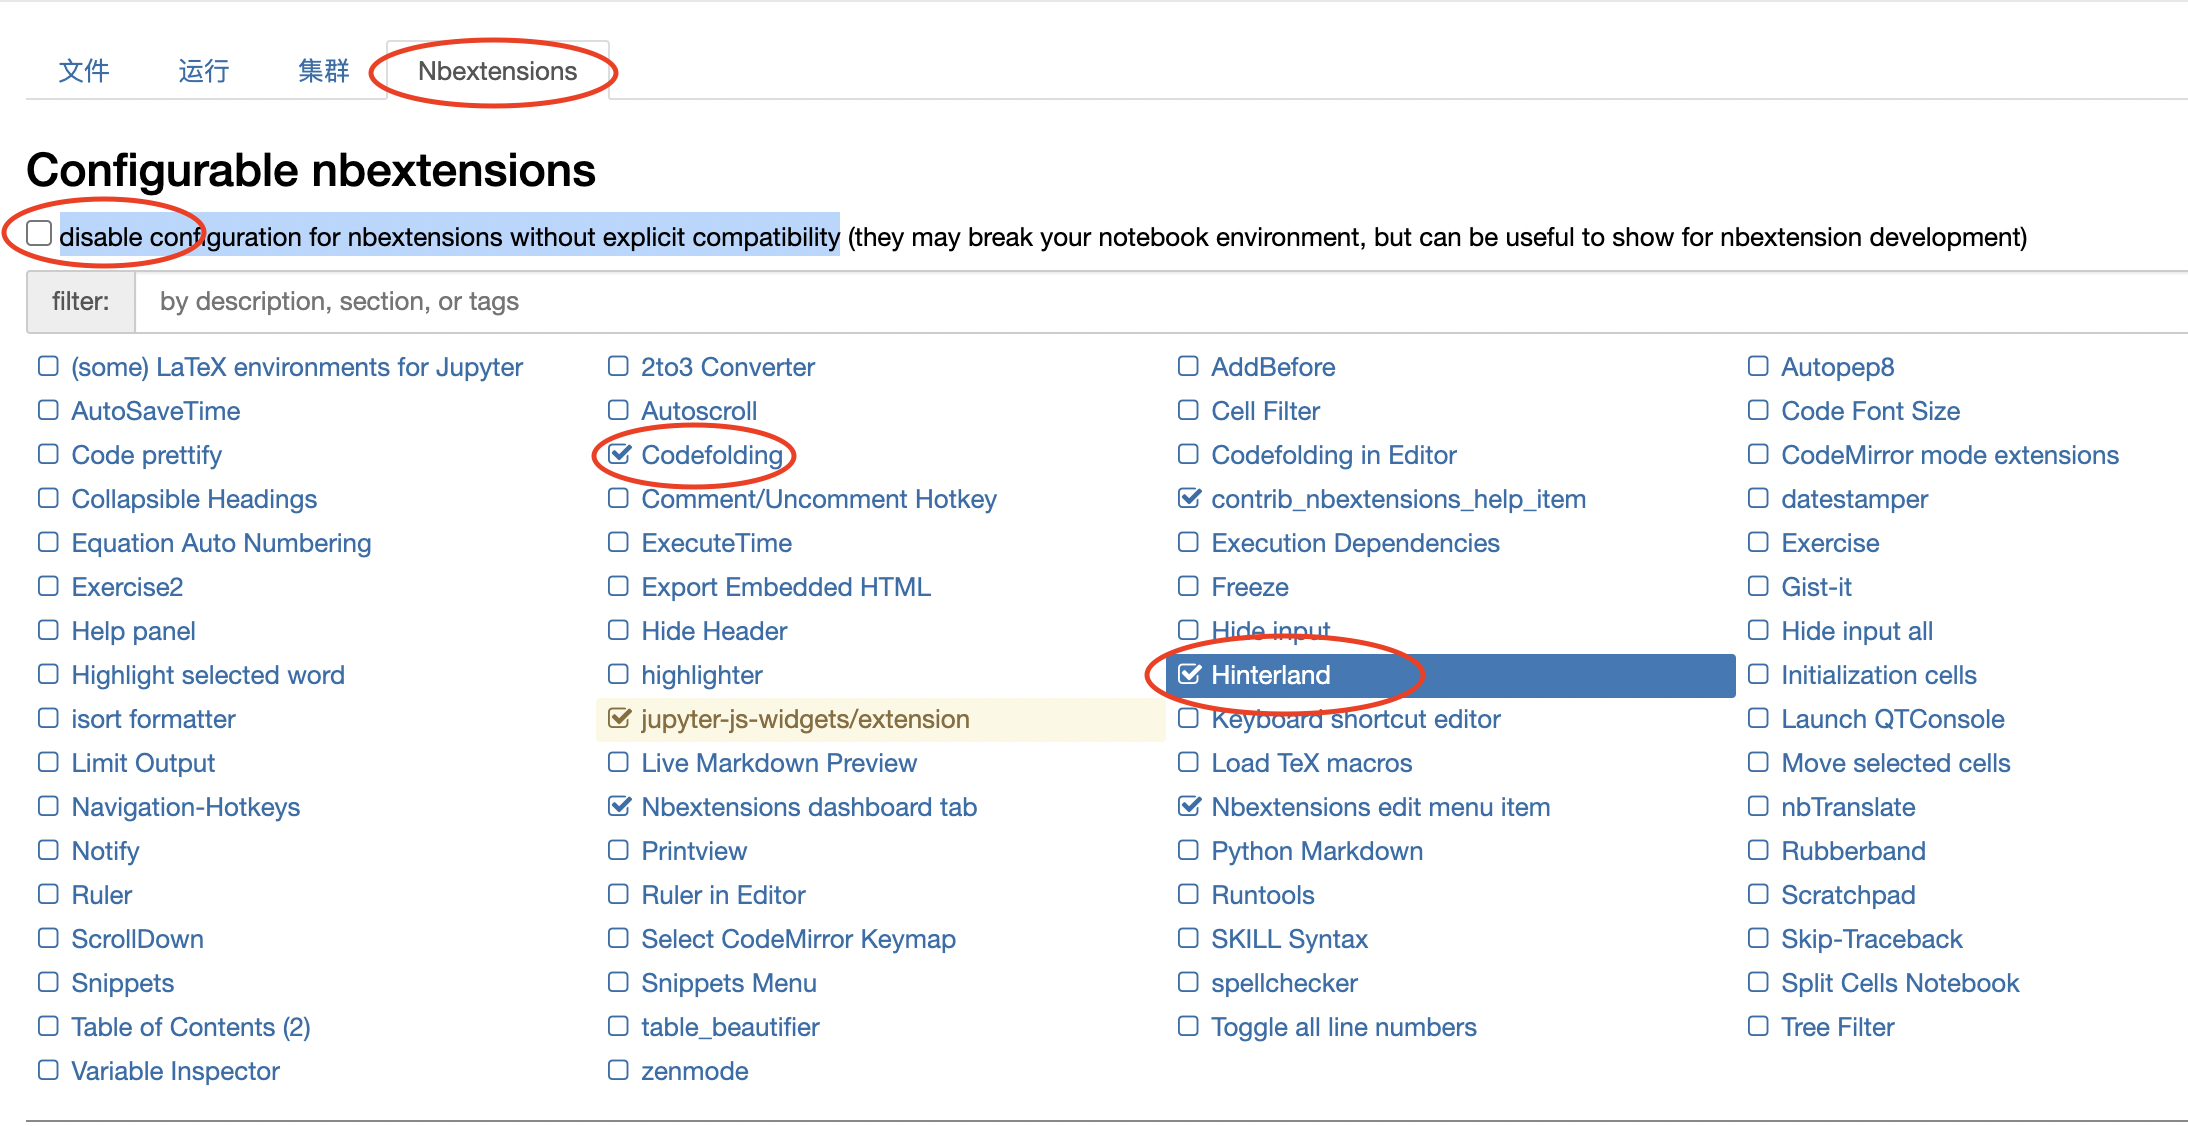 文件 运行 集群 Nbextensions
Configurable nbextensions
disable configuration for nbextensions without explicit compatibility (they may break your notebook environment, but can be useful to show for nbextension development)
filter: by description, section, or tags
(some) LaTeX environments for Jupyter 2to3 Converter AddBefore Autopep8
AutoSaveTime Autoscroll Cell Filter Code Font Size
Code prettify Codefolding Codefolding in Editor CodeMirror mode extensions
Collapsible Headings Comment/Uncomment Hotkey contrib_nbextensions_help_item datestamper
Equation Auto Numbering ExecuteTime Execution Dependencies Exercise
Exercise2 Export Embedded HTML Freeze Gist-it
Help panel Hide Header Hide input Hide input all
Highlight selected word highlighter Hinterland Initialization cells
isort formatter jupyter-js-widgets/extension Keyboard shortcut editor Launch QTConsole
Limit Output Live Markdown Preview Load TeX macros Move selected cells
Navigation-Hotkeys Nbextensions dashboard tab Nbextensions edit menu item nbTranslate
Notify Printview Python Markdown Rubberband
Ruler Ruler in Editor Runtools Scratchpad
ScrollDown Select CodeMirror Keymap SKILL Syntax Skip-Traceback
Snippets Snippets Menu spellchecker Split Cells Notebook
Table of Contents (2) table_beautifier Toggle all line numbers Tree Filter
Variable Inspector zenmode